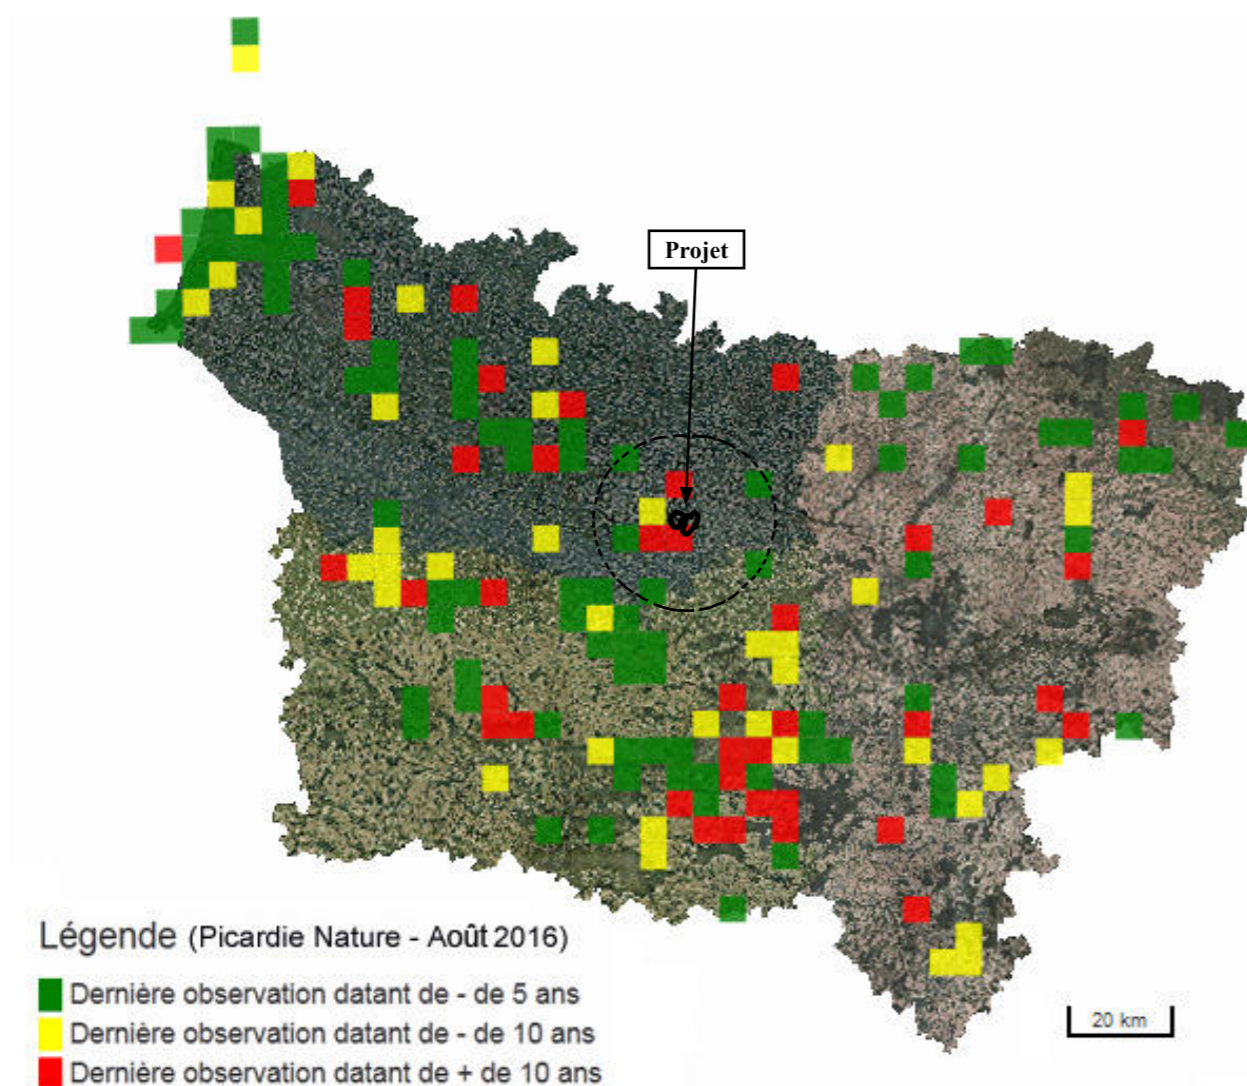 Projet
Légende (Picardie Nature - Août 2016)
Dernière observation datant de - de 5 ans
Dernière observation datant de - de 10 ans
Dernière observation datant de + de 10 ans
20 km